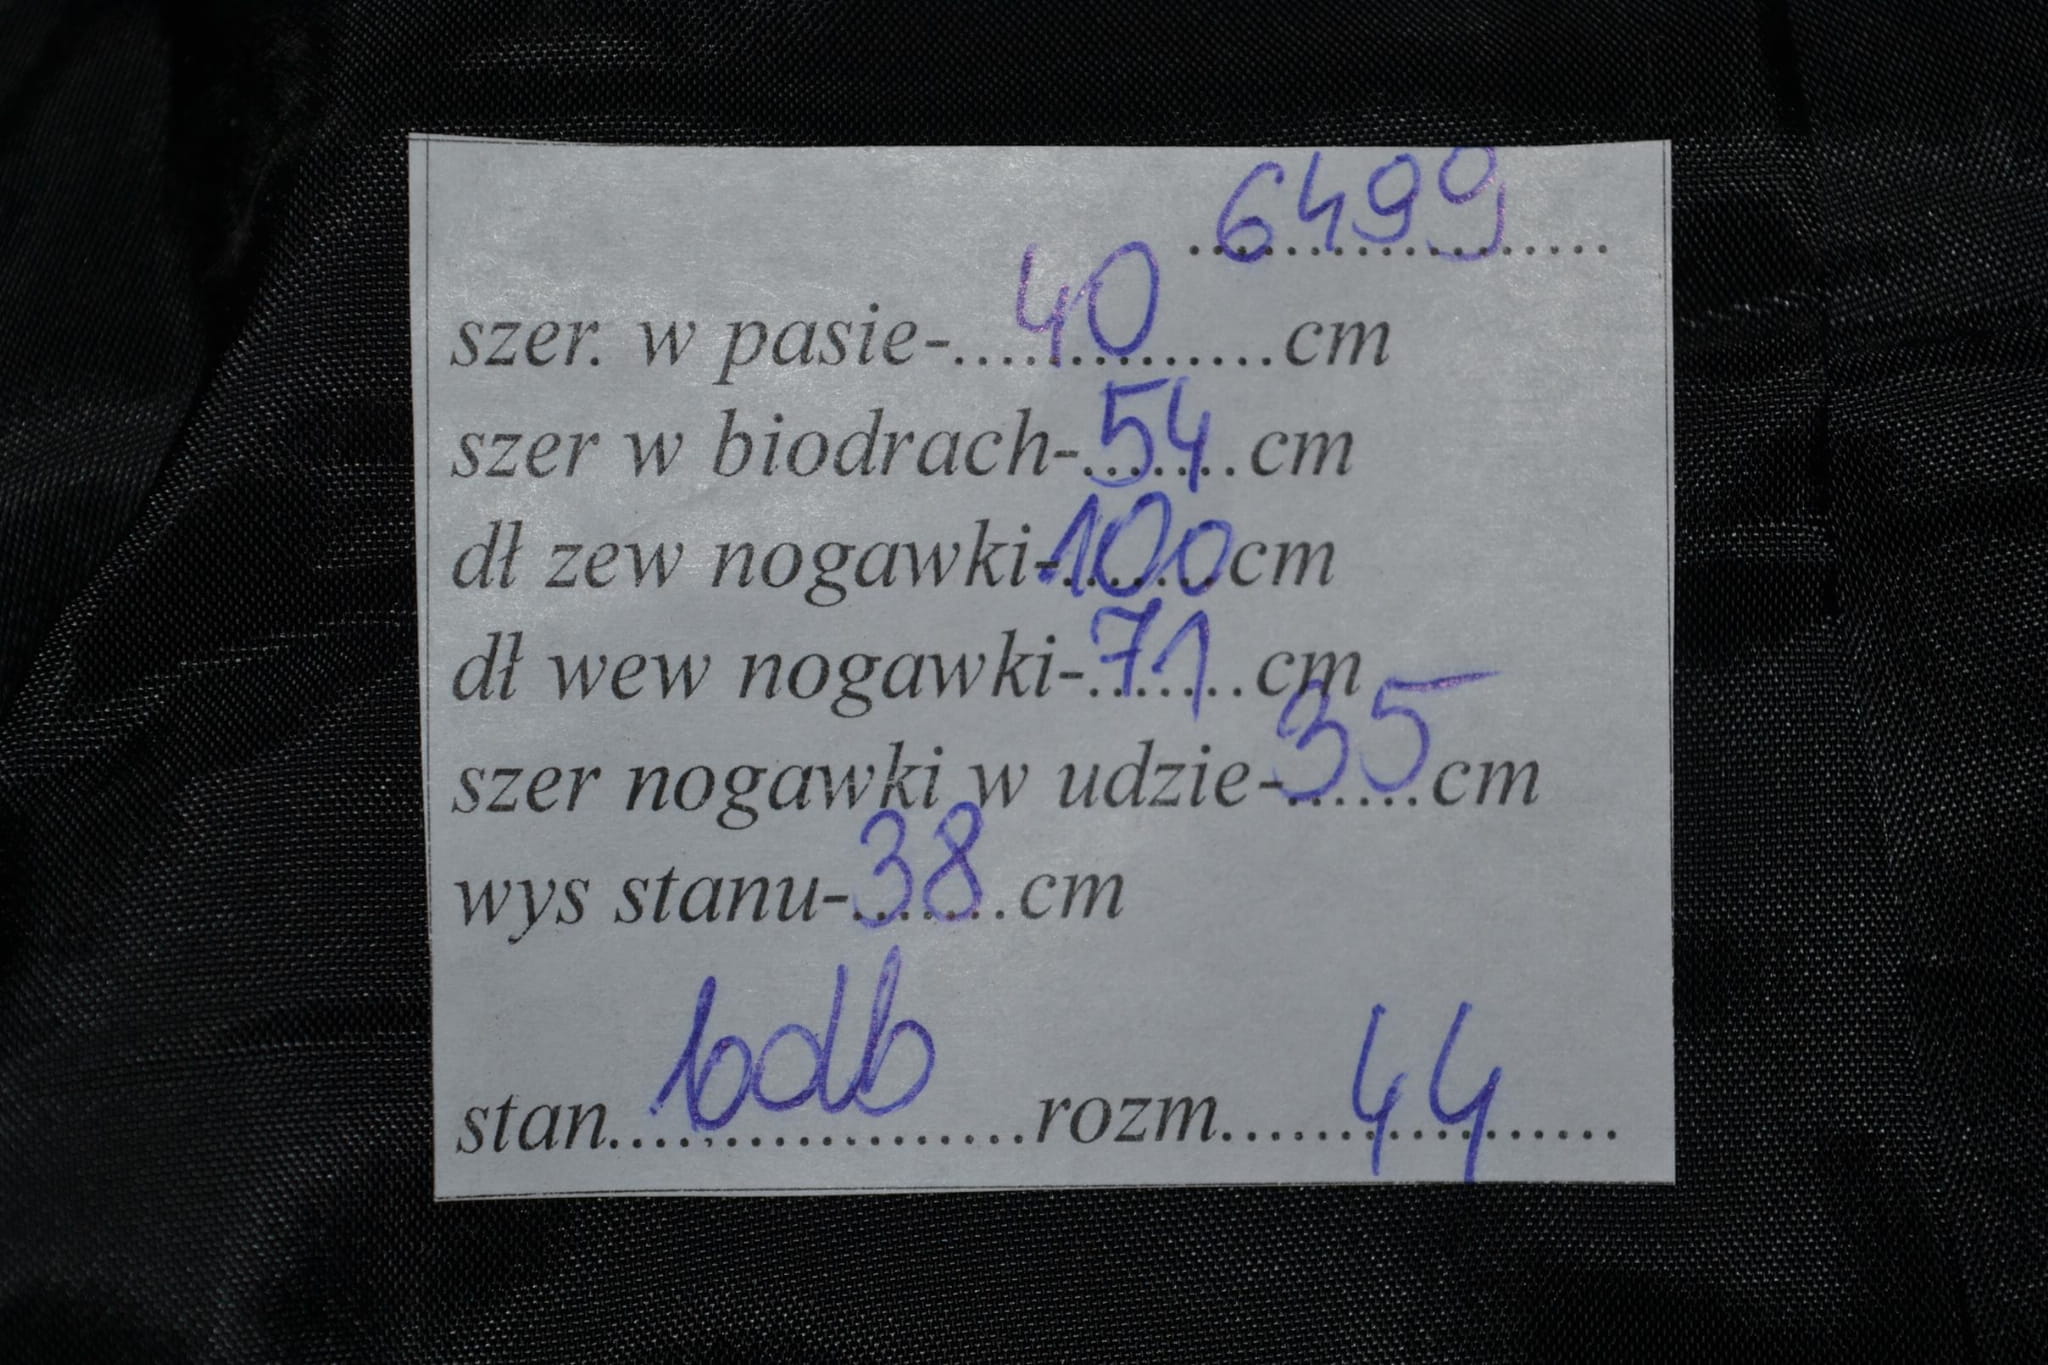 6499
szer. w pasie-40cm
szer w biodrach-54cm
dł zew nogawki-100cm
dł wew nogawki-71cm
szer nogawki w udzie-35cm
wys stanu-38cm
stan bdb rozm 44